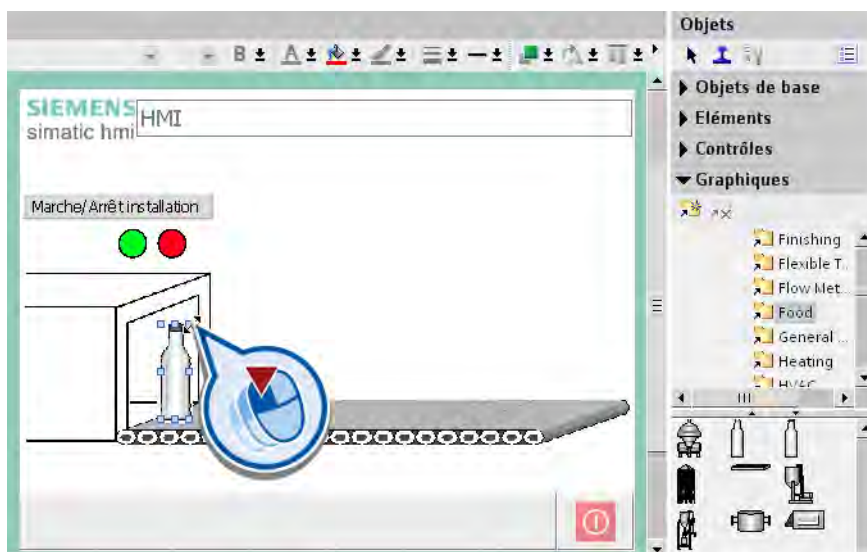 Objets
B A
Objets de base
Eléments
Contrôles
Graphiques
Finishing
Flexible T...
Flow Met...
Food
General ...
Heating
HVAC
SIEMENS
simatic hmi
HMI
Marche/Arrêt installation